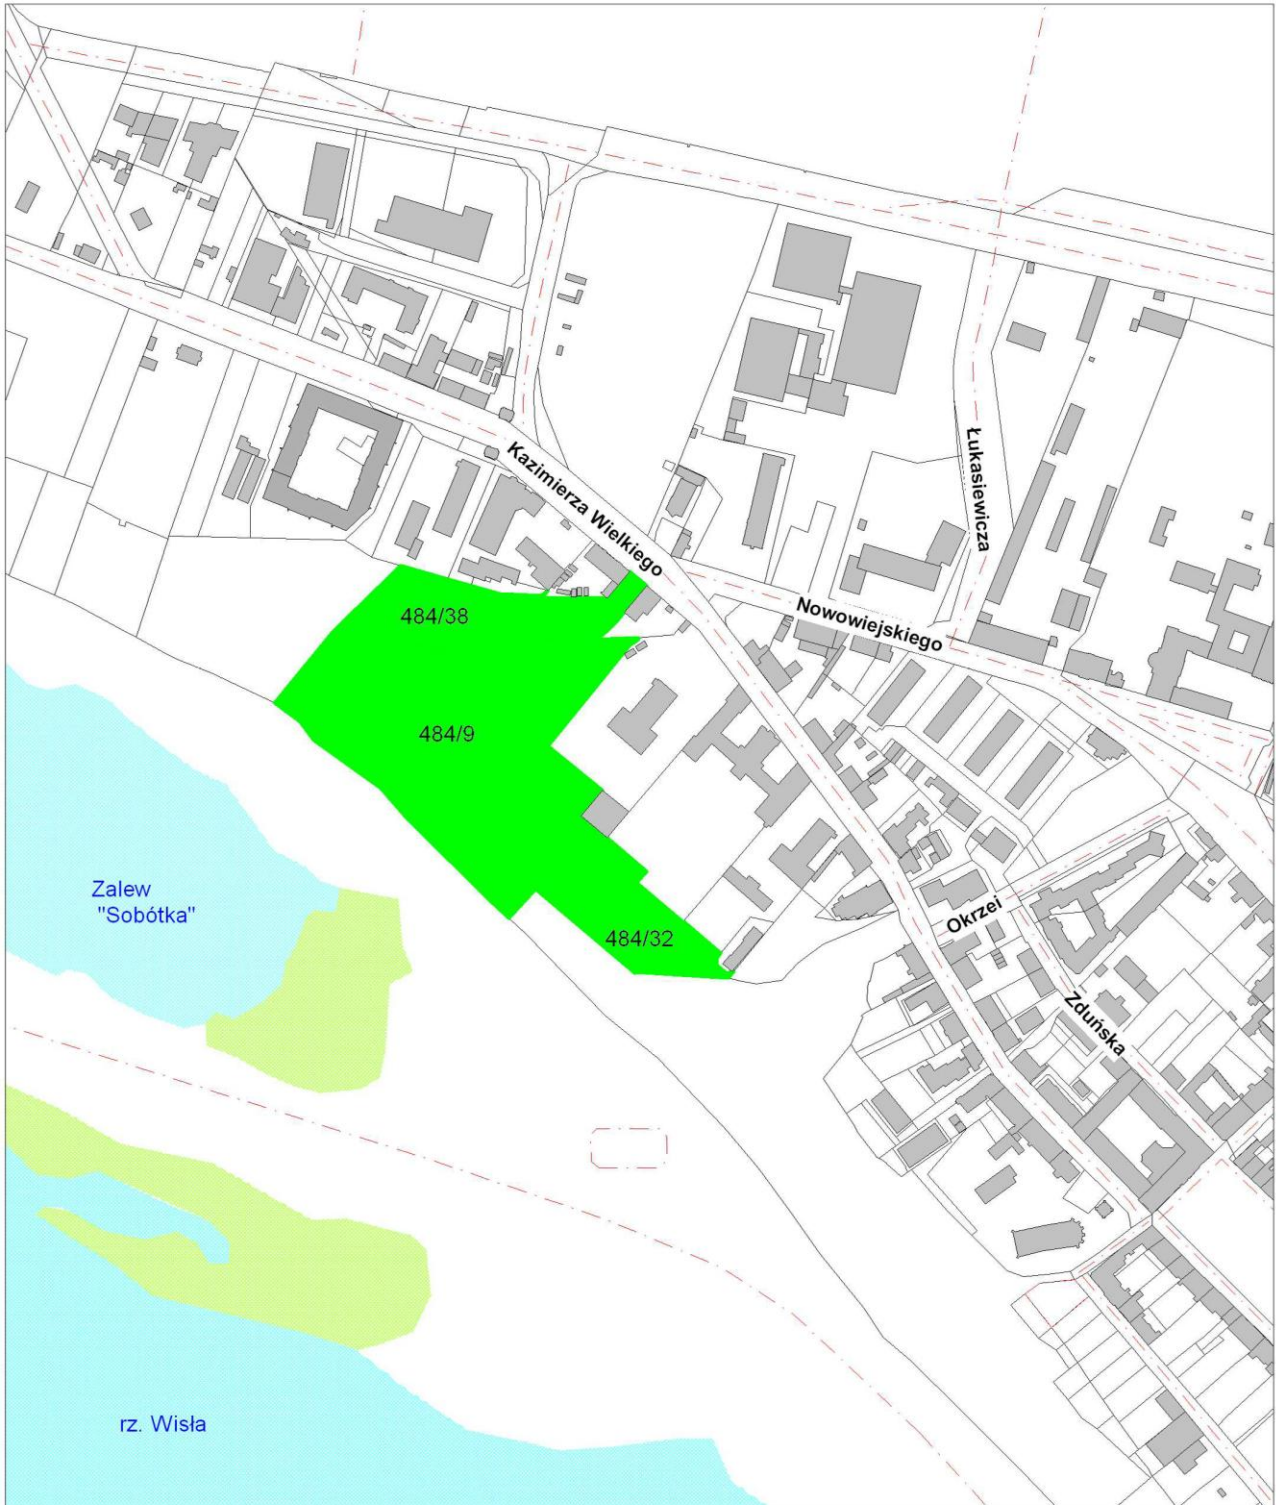 Kazimierza Wielkiego
Łukasiewicza
484/38
Nowowiejskiego
484/9
Zalew
"Sobótka"
Okrzei
484/32
Zduńska
rz. Wisła